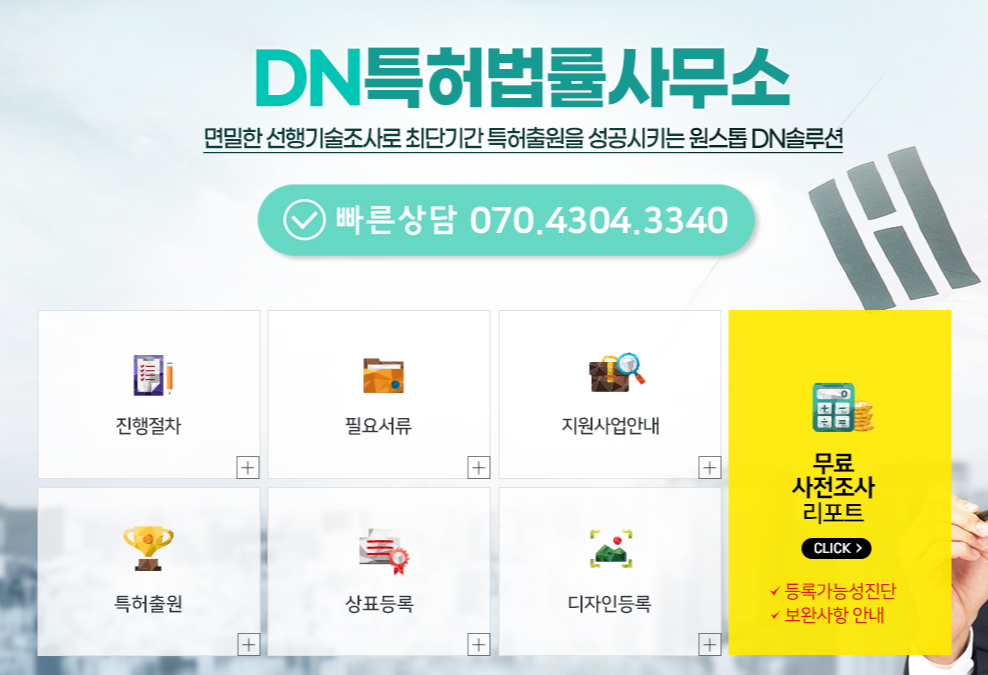 DN특허법률사무소
면밀한 선행기술조사로 최단기간 특허출원을 성공시키는 원스톱 DN솔루션
빠른상담 070.4304.3340
진행절차
필요서류
지원사업안내
특허출원
상표등록
디자인등록
무료
사전조사
리포트
CLICK >
등록가능성진단
보완사항 안내